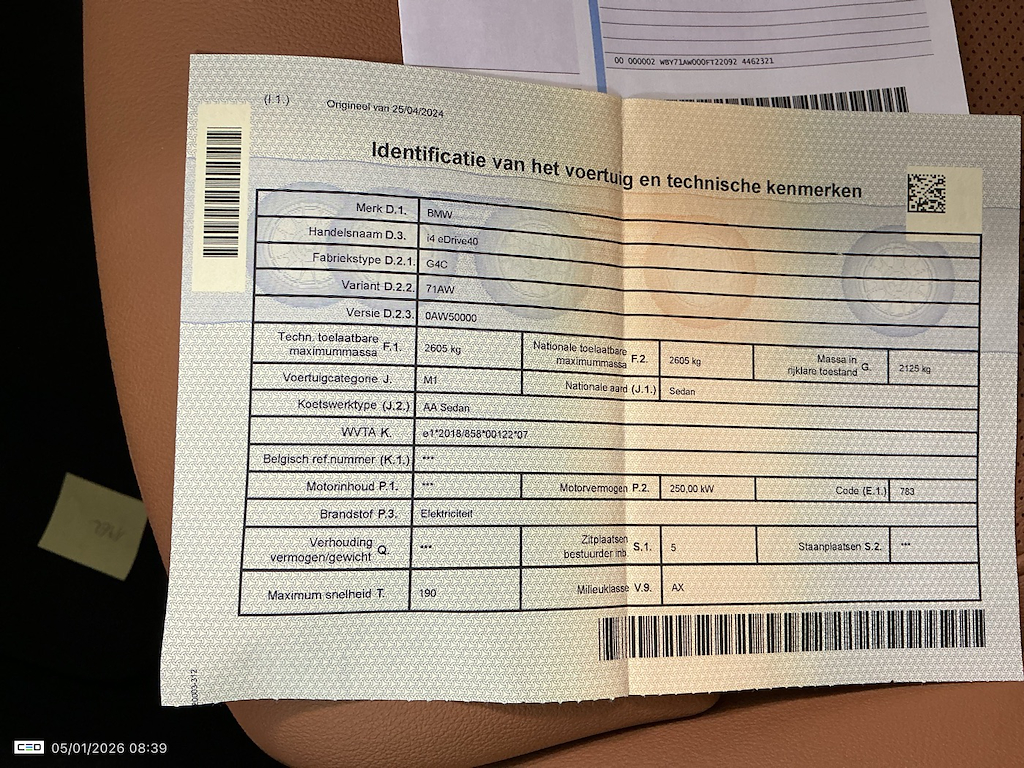 00 000002 WBY71AW000FT22092 4462321
(I.1.) Origineel van 25/04/2024
Identificatie van het voertuig en technische kenmerken
Merk D.1. BMW
Handelsnaam D.3. i4 eDrive40
Fabriekstype D.2.1. G4C
Variant D.2.2. 71AW
Versie D.2.3. 0AW50000
Techn. toelaatbare maximummassa F.1. 2605 kg Nationale toelaatbare maximummassa F.2. 2605 kg Massa in rijklare toestand G. 2125 kg
Voertuigcategorie J. M1 Nationale aard (J.1.) Sedan
Koetswerktype (J.2.) AA Sedan
WVTA K. e1*2018/858*00122*07
Belgisch ref.nummer (K.1.) ***
Motorinhoud P.1. *** Motorvermogen P.2. 250,00 kW Code (E.1.) 783
Brandstof P.3. Elektriciteit
Verhouding vermogen/gewicht Q. *** Zitplaatsen bestuurder inb. S.1. 5 Staanplaatsen S.2. ***
Maximum snelheid T. 190 Milieuklasse V.9. AX
CEO 05/01/2026 08:39